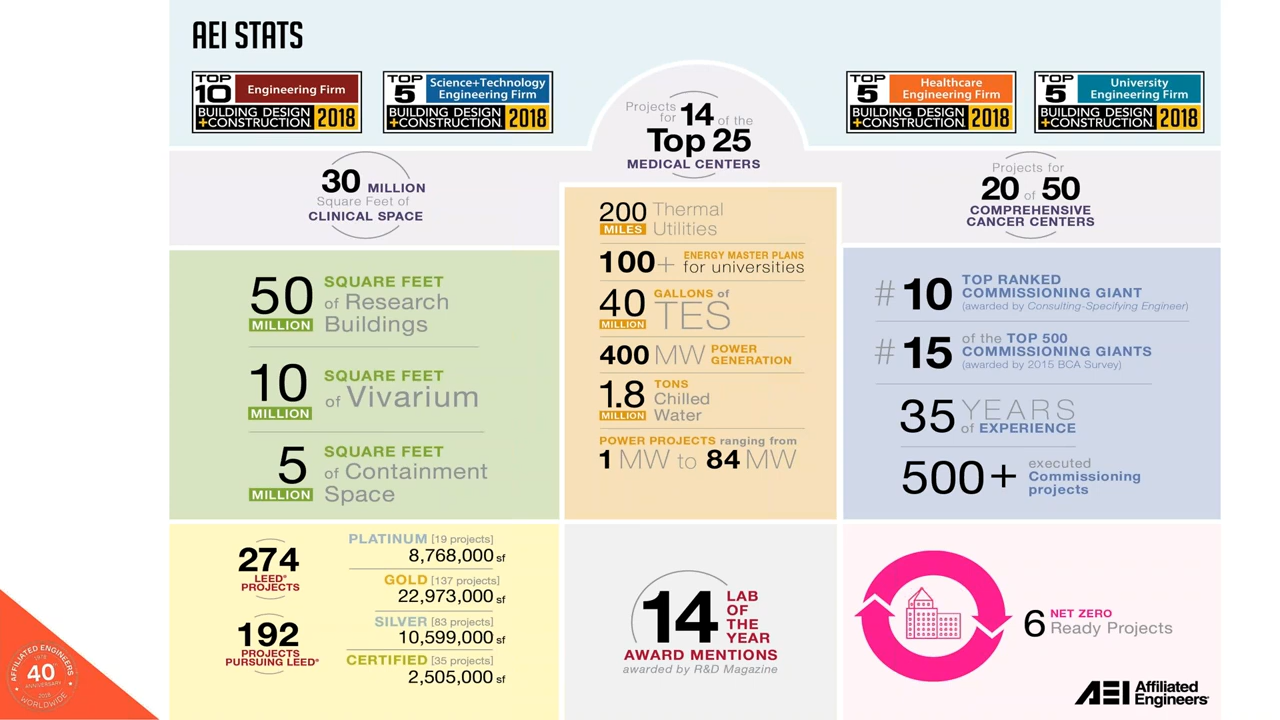 AEI STATS
TOP
10
Engineering Firm
BUILDING DESIGN
+CONSTRUCTION
2018
TOP
5
Science+Technology
Engineering Firm
BUILDING DESIGN
+CONSTRUCTION
2018
Projects
for 14 of the
Top 25
MEDICAL CENTERS
TOP
5
Healthcare
Engineering Firm
BUILDING DESIGN
+CONSTRUCTION
2018
TOP
5
University
Engineering Firm
BUILDING DESIGN
+CONSTRUCTION
2018
30 MILLION
Square Feet of
CLINICAL SPACE
Projects for
20 of 50
COMPREHENSIVE
CANCER CENTERS
50
MILLION
SQUARE FEET
of Research
Buildings
10
MILLION
SQUARE FEET
of Vivarium
5
MILLION
SQUARE FEET
of Containment
Space
200
MILES
Thermal
Utilities
100+
ENERGY MASTER PLANS
for universities
40
MILLION
GALLONS of
TES
400 MW POWER
GENERATION
1.8
MILLION
TONS
Chilled
Water
POWER PROJECTS ranging from
1 MW to 84 MW
#10
TOP RANKED
COMMISSIONING GIANT
(awarded by Consulting-Specifying Engineer)
#15
of the TOP 500
COMMISSIONING GIANTS
(awarded by 2015 BCA Survey)
35 YEARS
of EXPERIENCE
500+
executed
Commissioning
projects
274
LEED®
PROJECTS
192
PROJECTS
PURSUING LEED®
PLATINUM [19 projects]
8,768,000 sf
GOLD [137 projects]
22,973,000 sf
SILVER [83 projects]
10,599,000 sf
CERTIFIED [35 projects]
2,505,000 sf
14
LAB
OF
THE
YEAR
AWARD MENTIONS
awarded by R&D Magazine
6 NET ZERO
Ready Projects
AEI Affiliated
Engineers®
AFFILIATED ENGINEERS
1978
40
ANNIVERSARY
2018
WORLDWIDE